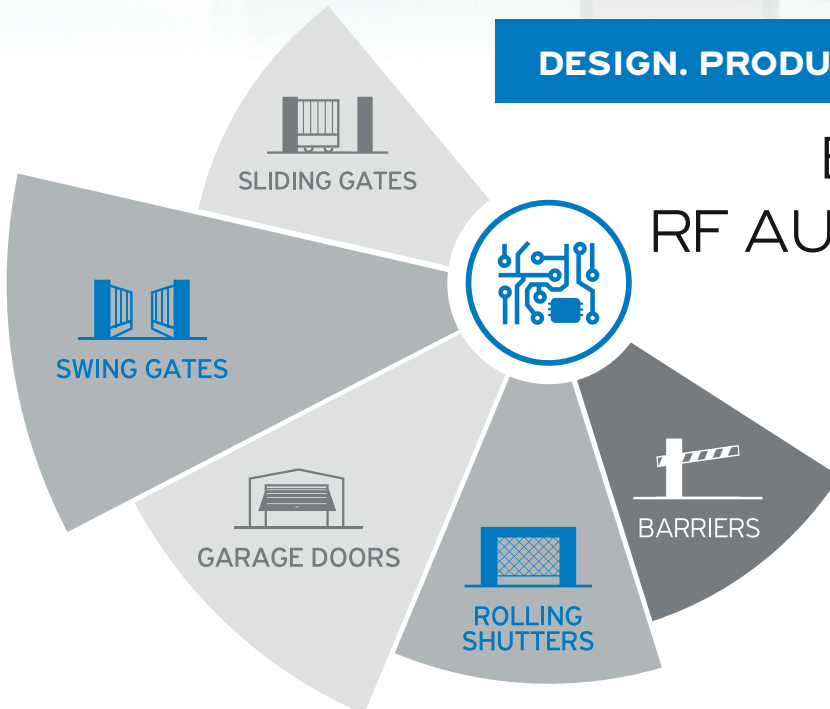 DESIGN. PRODU
E
RF AU
SLIDING GATES
SWING GATES
GARAGE DOORS
ROLLING
SHUTTERS
BARRIERS